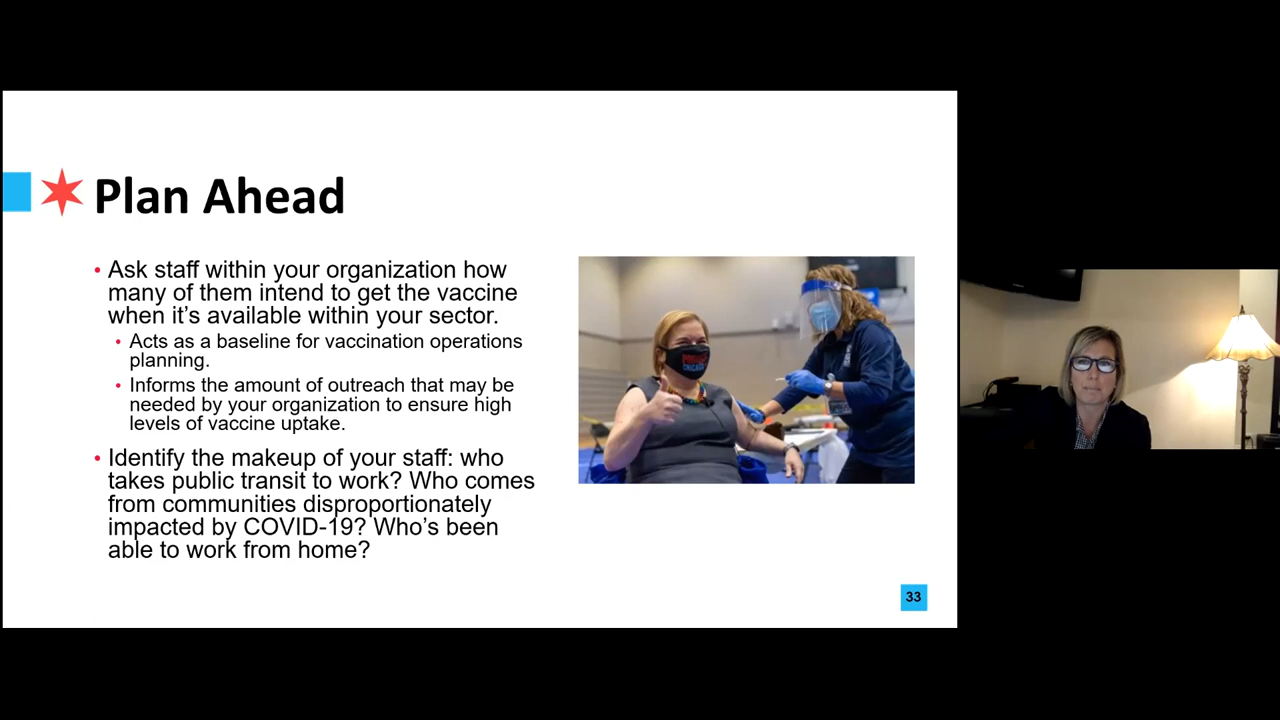 Plan Ahead
• Ask staff within your organization how
many of them intend to get the vaccine
when it's available within your sector.
• Acts as a baseline for vaccination operations
planning.
• Informs the amount of outreach that may be
needed by your organization to ensure high
levels of vaccine uptake.
• Identify the makeup of your staff: who
takes public transit to work? Who comes
from communities disproportionately
impacted by COVID-19? Who's been
able to work from home?
CHICAGO
33